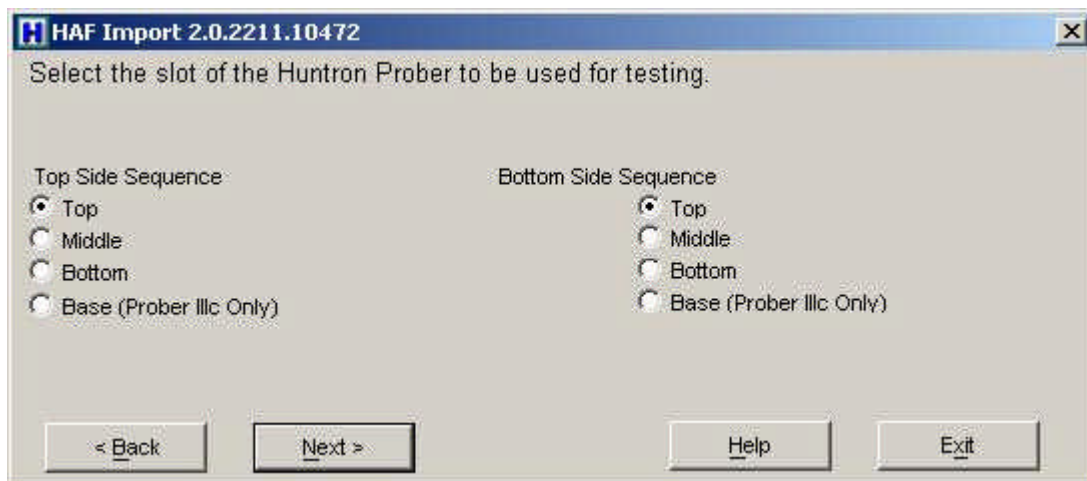 HAF Import 2.0.2211.10472
Select the slot of the Huntron Prober to be used for testing.
Top Side Sequence
Top
Middle
Bottom
Base (Prober IIIc Only)
Bottom Side Sequence
Top
Middle
Bottom
Base (Prober IIIc Only)
< Back Next > Help Exit